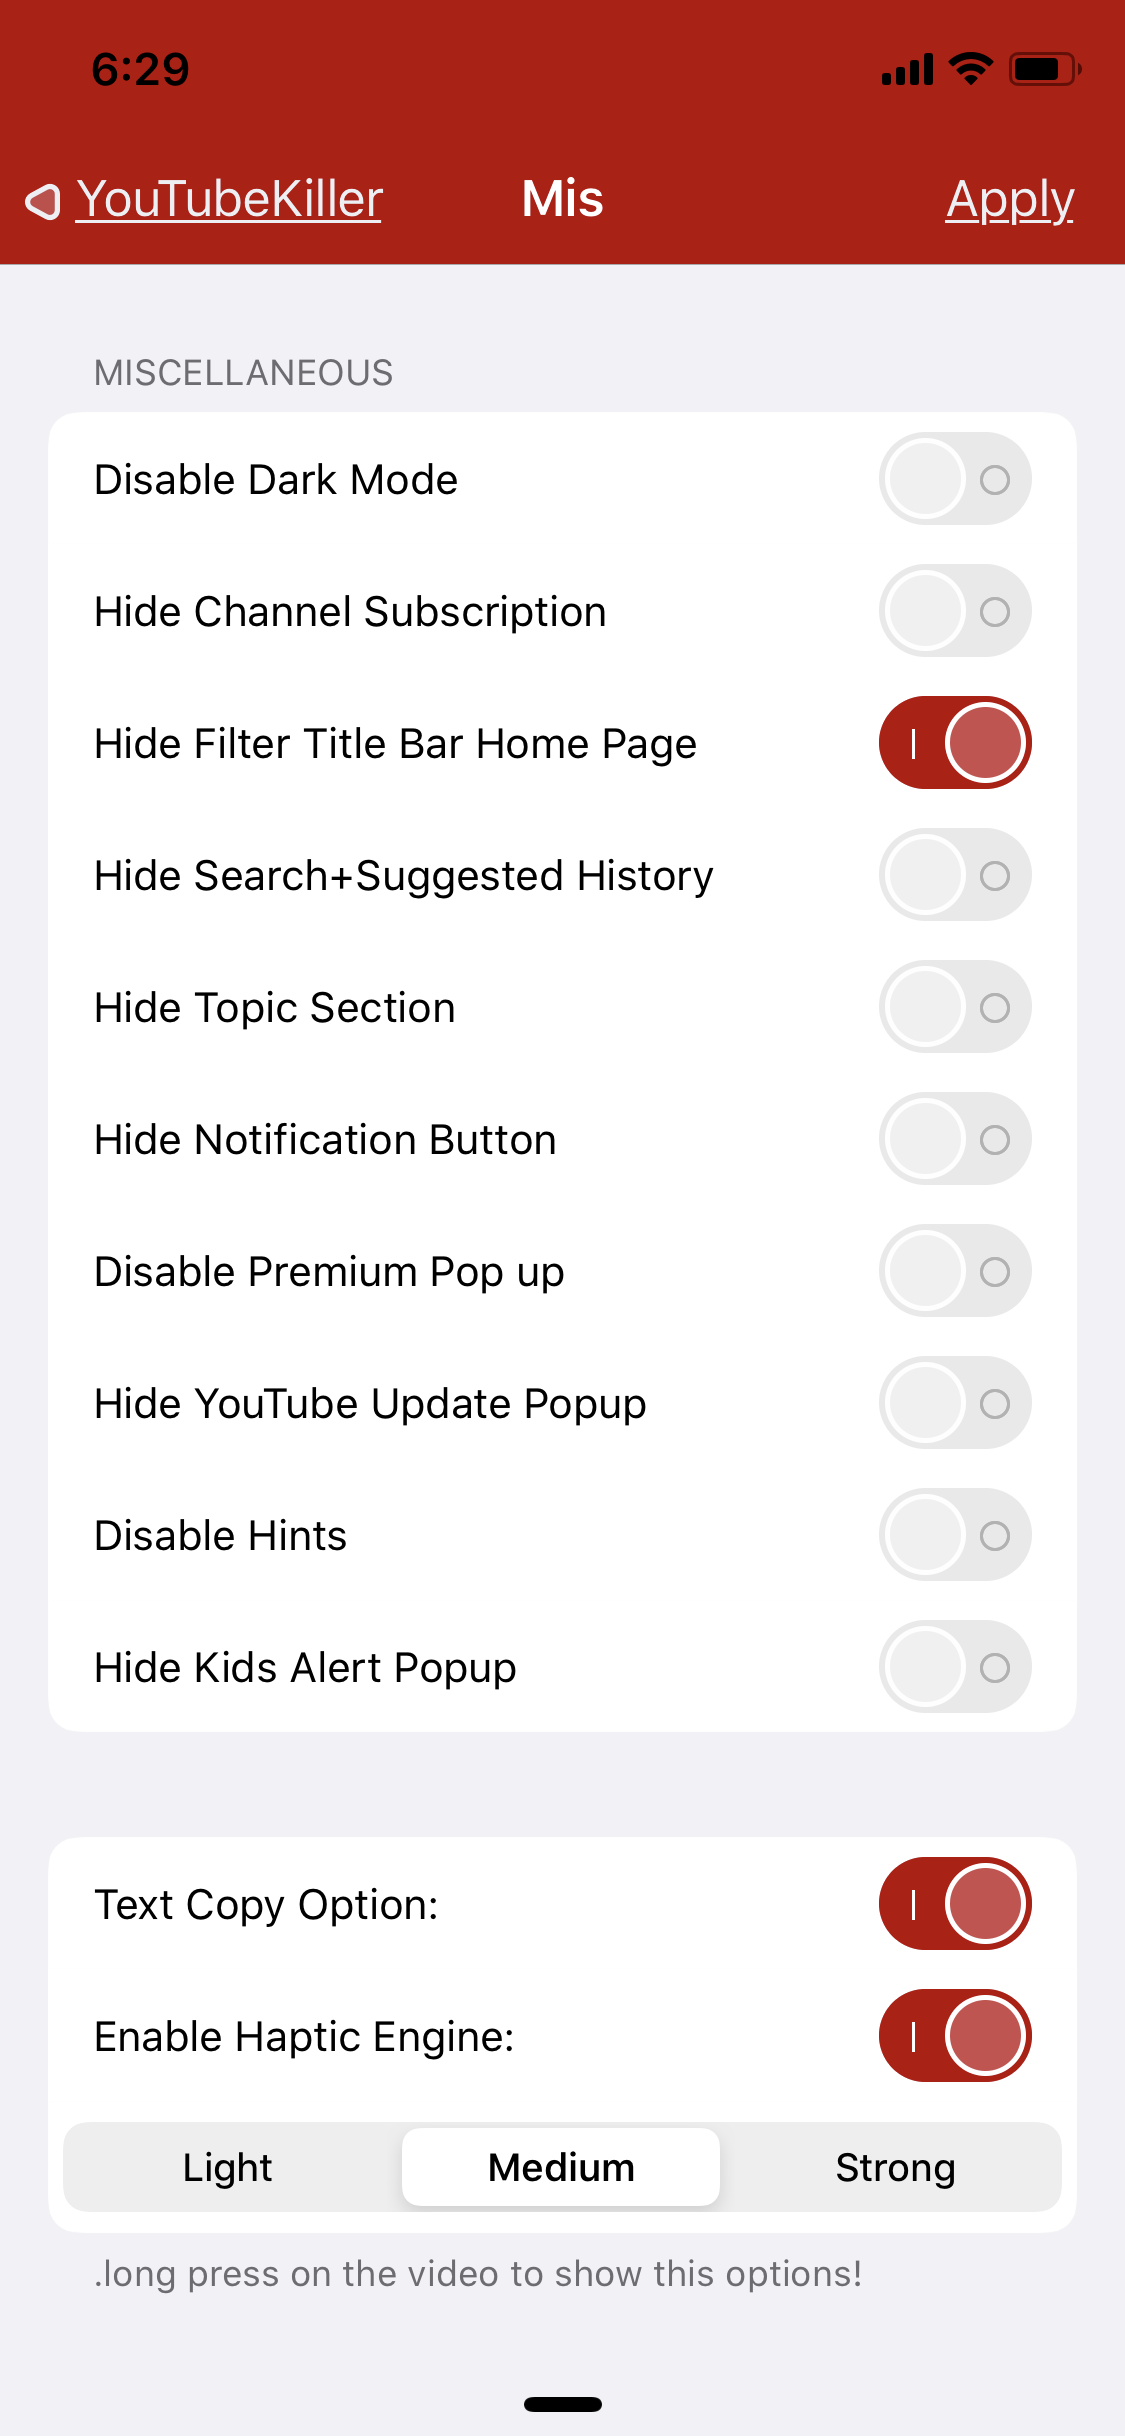 6:29
YouTubeKiller Mis Apply
MISCELLANEOUS
Disable Dark Mode
Hide Channel Subscription
Hide Filter Title Bar Home Page
Hide Search+Suggested History
Hide Topic Section
Hide Notification Button
Disable Premium Pop up
Hide YouTube Update Popup
Disable Hints
Hide Kids Alert Popup
Text Copy Option:
Enable Haptic Engine:
Light Medium Strong
.long press on the video to show this options!